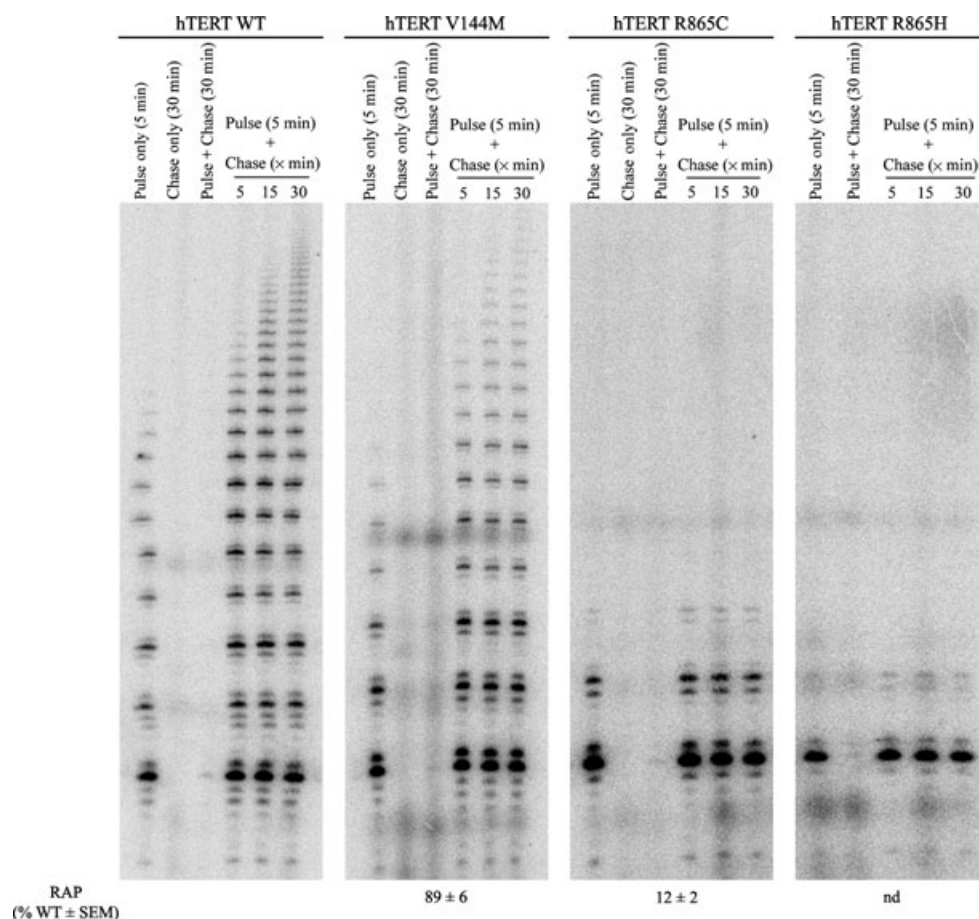 hTERT WT
Pulse only (5 min)
Chase only (30 min)
Pulse + Chase (30 min)
Pulse (5 min)
+
Chase (× min)
5 15 30
hTERT V144M
Pulse only (5 min)
Chase only (30 min)
Pulse + Chase (30 min)
Pulse (5 min)
+
Chase (× min)
5 15 30
hTERT R865C
Pulse only (5 min)
Chase only (30 min)
Pulse + Chase (30 min)
Pulse (5 min)
+
Chase (× min)
5 15 30
hTERT R865H
Pulse only (5 min)
Pulse + Chase (30 min)
Pulse (5 min)
+
Chase (× min)
5 15 30
RAP
(% WT ± SEM)
89 ± 6
12 ± 2
nd